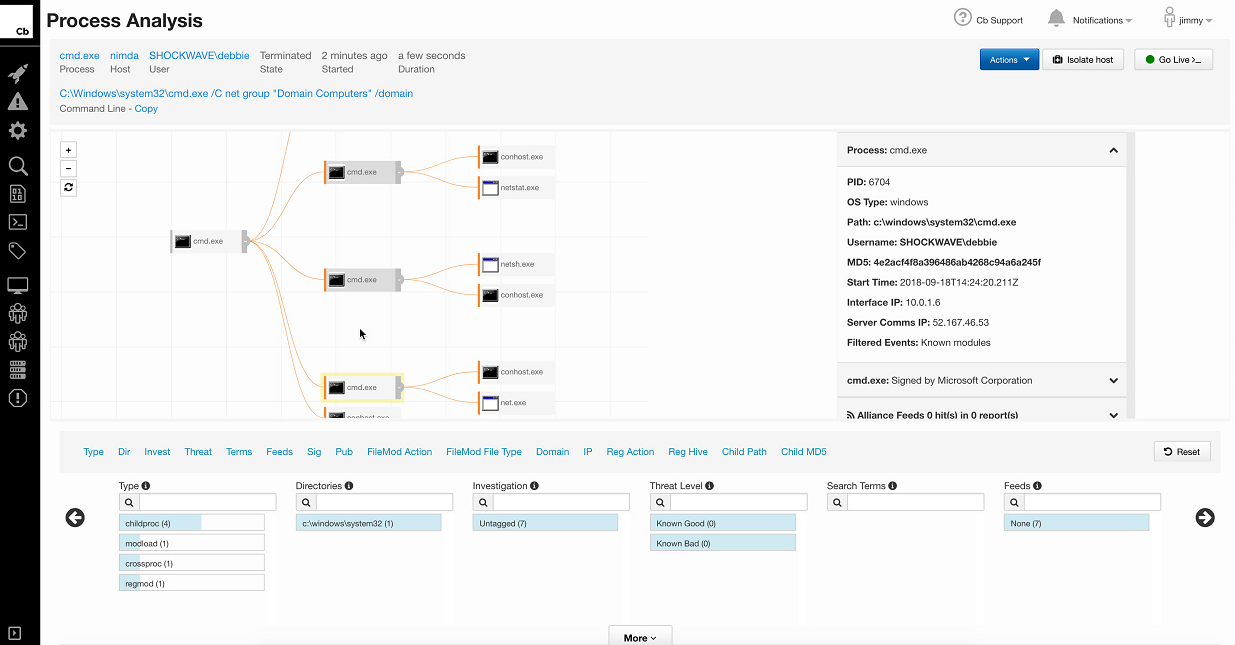 Cb
Process Analysis
Cb Support
Notifications
jimmy
cmd.exe nimda SHOCKWAVE\debbie Terminated 2 minutes ago a few seconds
Process Host User State Started Duration
Actions
Isolate host
Go Live >_
C:\Windows\system32\cmd.exe /C net group "Domain Computers" /domain
Command Line - Copy
+
−
cmd.exe
cmd.exe
conhost.exe
netstat.exe
cmd.exe
netsh.exe
conhost.exe
cmd.exe
conhost.exe
net.exe
conhost.exe
Process: cmd.exe
PID: 6704
OS Type: windows
Path: c:\windows\system32\cmd.exe
Username: SHOCKWAVE\debbie
MD5: 4e2acf4f8a396486ab4268c94a6a245f
Start Time: 2018-09-18T14:24:20.211Z
Interface IP: 10.0.1.6
Server Comms IP: 52.167.46.53
Filtered Events: Known modules
cmd.exe: Signed by Microsoft Corporation
Alliance Feeds 0 hit(s) in 0 report(s)
Type Dir Invest Threat Terms Feeds Sig Pub FileMod Action FileMod File Type Domain IP Reg Action Reg Hive Child Path Child MD5
Reset
Type
childproc (4)
modload (1)
crossproc (1)
regmod (1)
Directories
c:\windows\system32 (1)
Investigation
Untagged (7)
Threat Level
Known Good (0)
Known Bad (0)
Search Terms
Feeds
None (7)
More